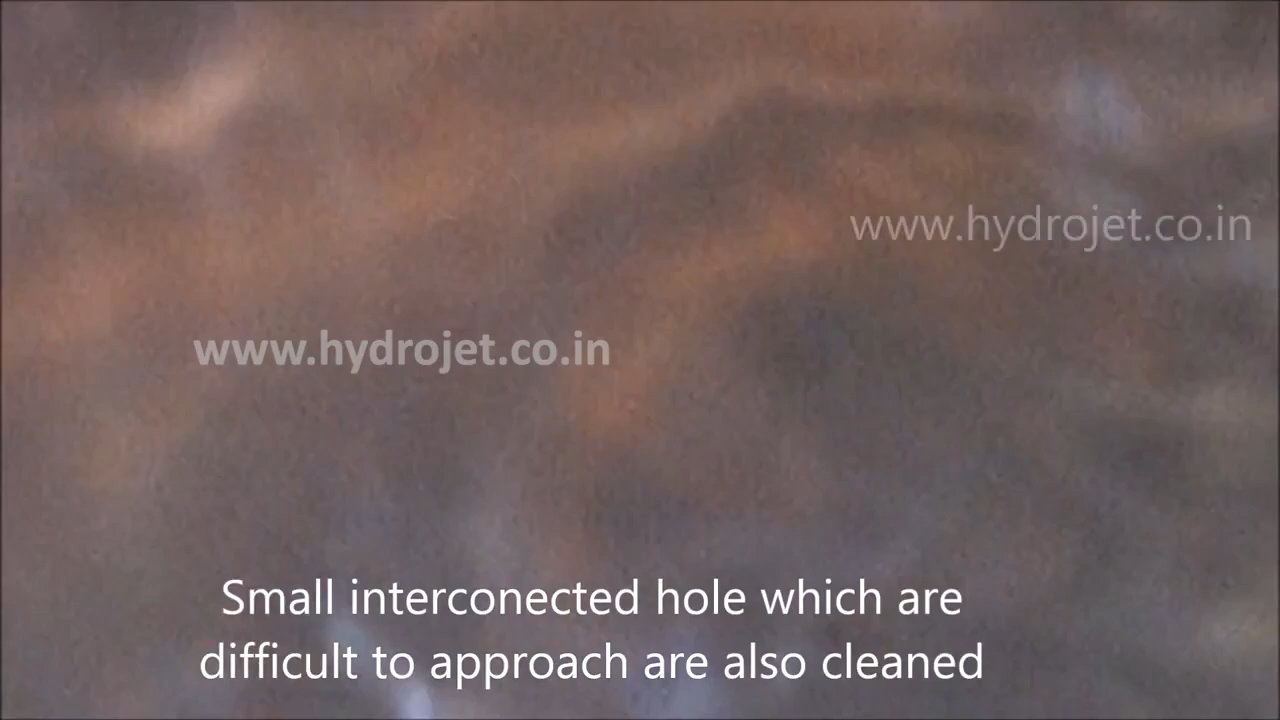 www.hydrojet.co.in
www.hydrojet.co.in
Small interconected hole which are
difficult to approach are also cleaned